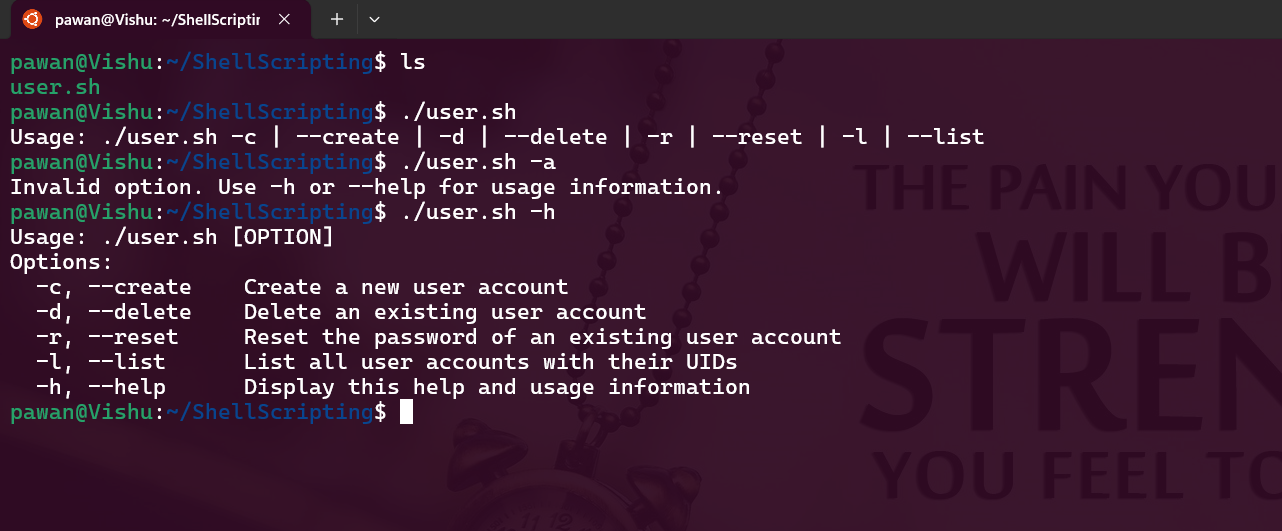 pawan@Vishu: ~/ShellScriptin
pawan@Vishu:~/ShellScripting$ ls
user.sh
pawan@Vishu:~/ShellScripting$ ./user.sh
Usage: ./user.sh -c | --create | -d | --delete | -r | --reset | -l | --list
pawan@Vishu:~/ShellScripting$ ./user.sh -a
Invalid option. Use -h or --help for usage information.
pawan@Vishu:~/ShellScripting$ ./user.sh -h
Usage: ./user.sh [OPTION]
Options:
  -c, --create    Create a new user account
  -d, --delete    Delete an existing user account
  -r, --reset     Reset the password of an existing user account
  -l, --list      List all user accounts with their UIDs
  -h, --help      Display this help and usage information
pawan@Vishu:~/ShellScripting$
THE PAIN YOU
WILL B
STREN
YOU FEEL TO